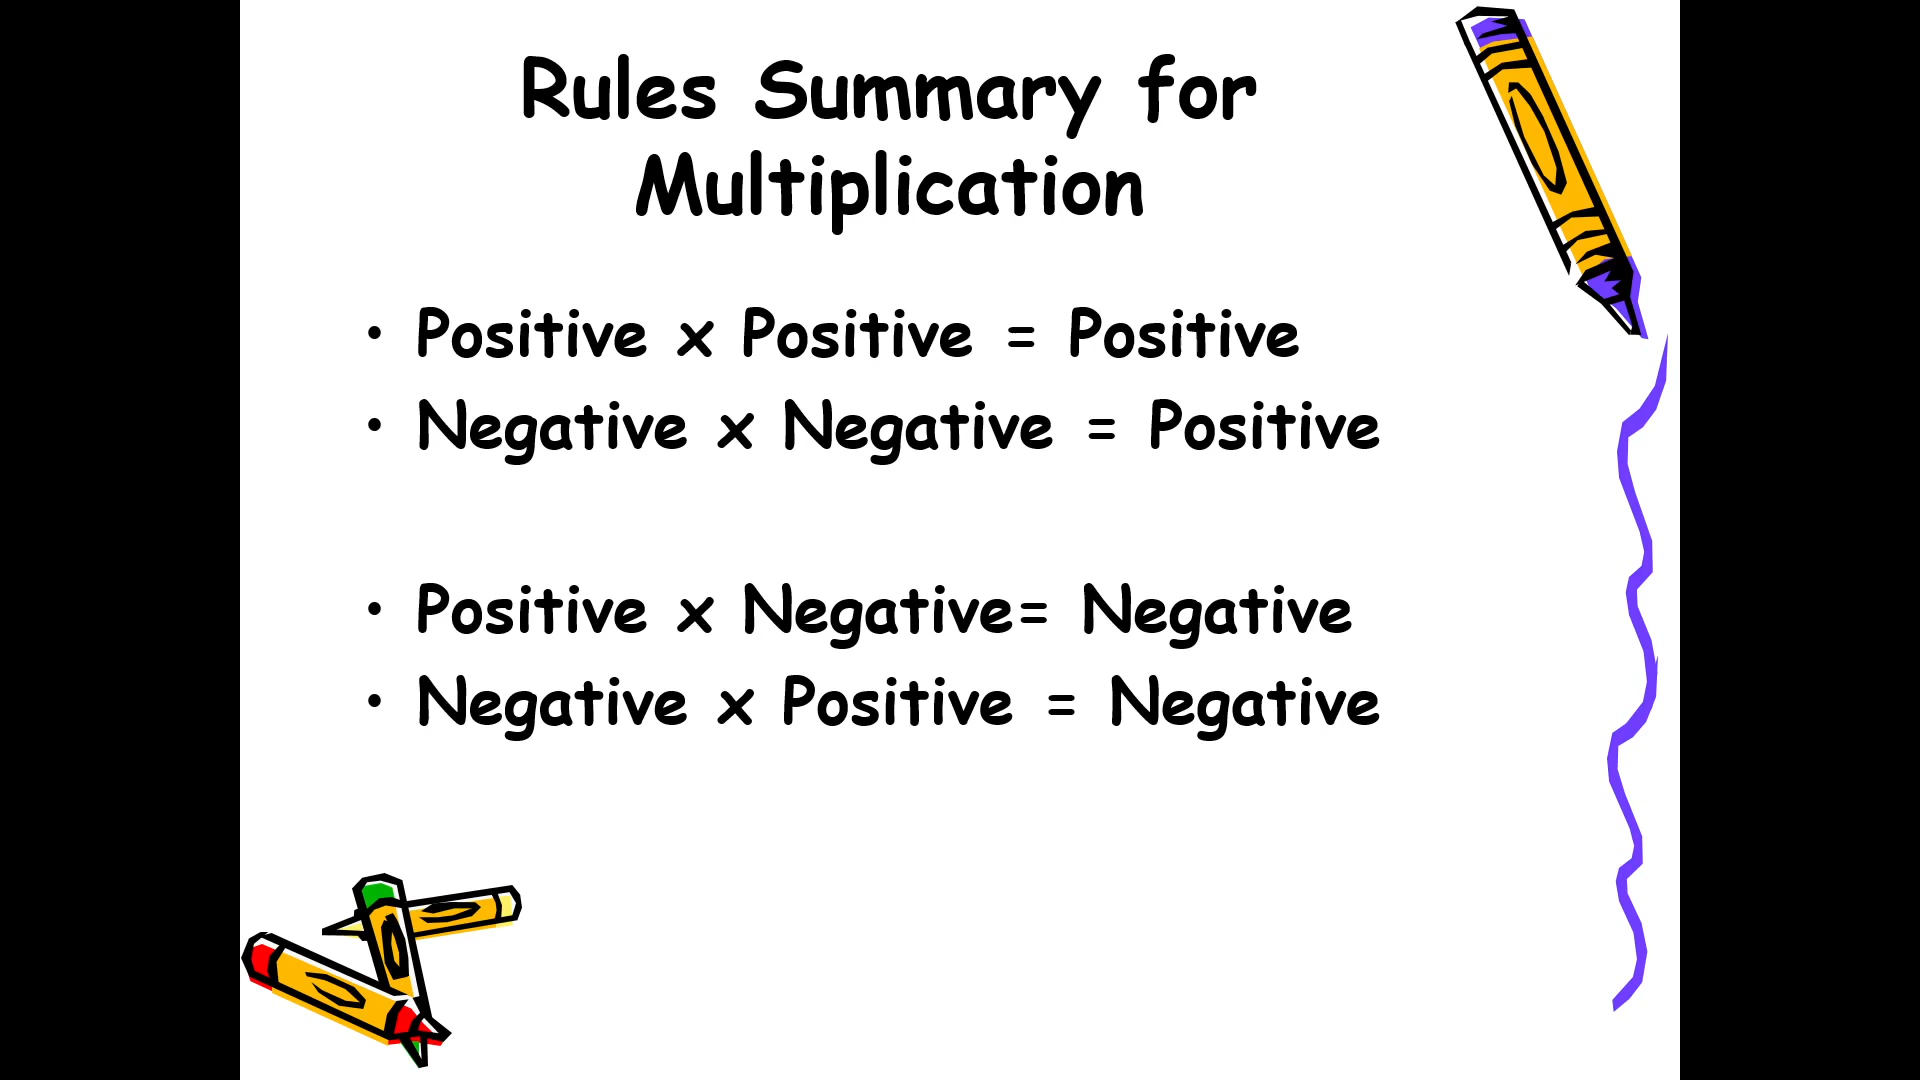 Rules Summary for
Multiplication
• Positive x Positive = Positive
• Negative x Negative = Positive
• Positive x Negative= Negative
• Negative x Positive = Negative